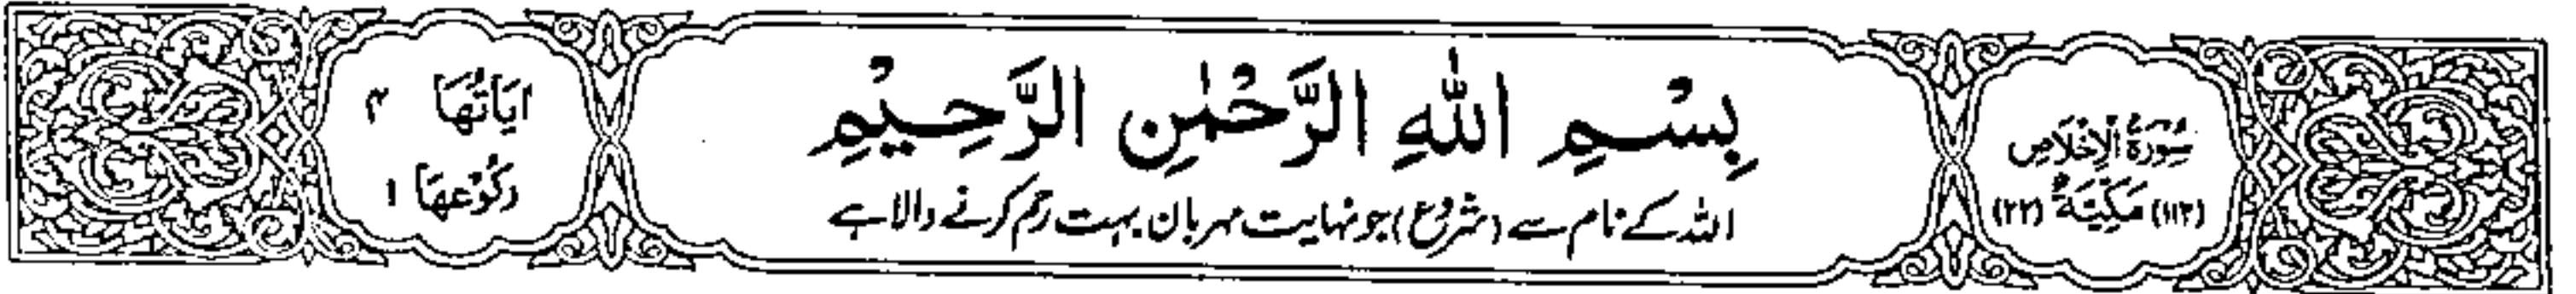 سُوْرَةُ الْاِخْلَاصِ
(۱۱۲) مَكِّيَّةٌ (۲۲)
بِسْمِ اللّٰهِ الرَّحْمٰنِ الرَّحِيْمِ
اللہ کے نام سے (شروع) جو نہایت مہربان بہت رحم کرنے والا ہے
اٰيَاتُهَا ۴
رُكُوْعُهَا ۱